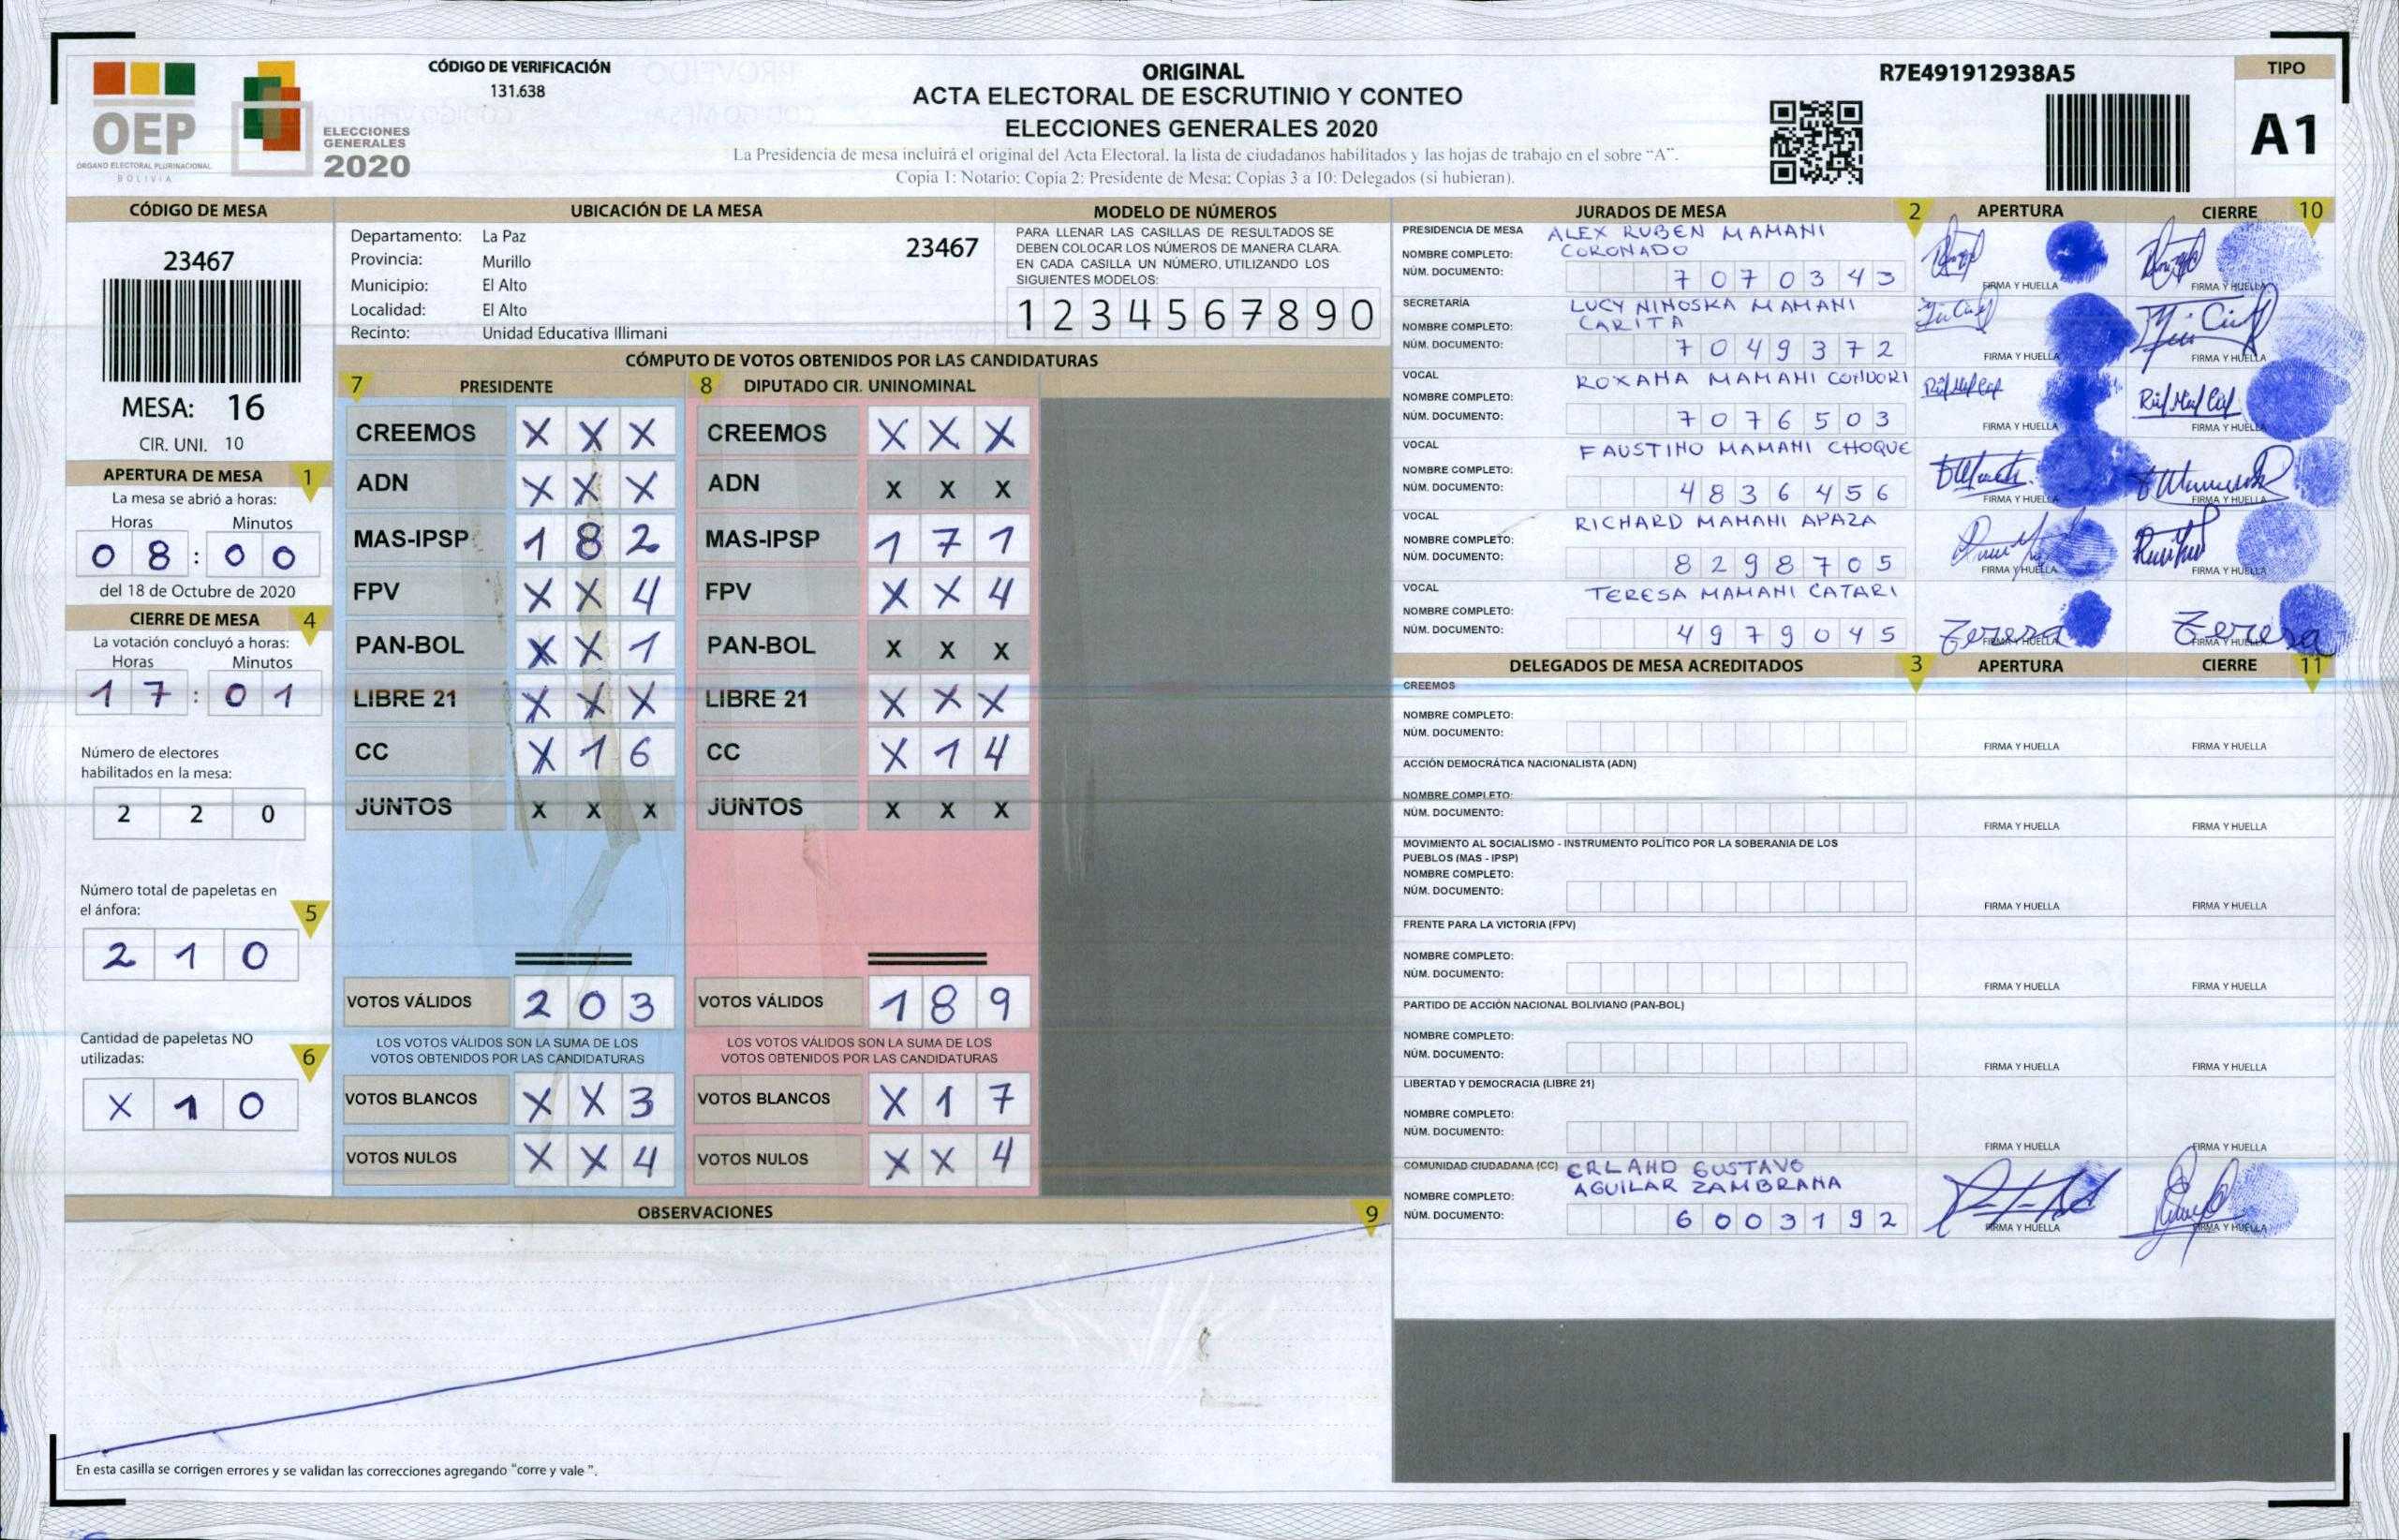 OEP
ÓRGANO ELECTORAL PLURINACIONAL
BOLIVIA
ELECCIONES
GENERALES
2020
CÓDIGO DE VERIFICACIÓN
131.638
ORIGINAL
ACTA ELECTORAL DE ESCRUTINIO Y CONTEO
ELECCIONES GENERALES 2020
La Presidencia de mesa incluirá el original del Acta Electoral, la lista de ciudadanos habilitados y las hojas de trabajo en el sobre "A".
Copia 1: Notario; Copia 2: Presidente de Mesa; Copias 3 a 10: Delegados (si hubieran).
R7E491912938A5
TIPO
A1
CÓDIGO DE MESA
23467
MESA: 16
CIR. UNI. 10
APERTURA DE MESA 1
La mesa se abrió a horas:
Horas Minutos
0 8 : 0 0
del 18 de Octubre de 2020
CIERRE DE MESA 4
La votación concluyó a horas:
Horas Minutos
1 7 : 0 1
Número de electores
habilitados en la mesa:
2 2 0
Número total de papeletas en
el ánfora: 5
2 1 0
Cantidad de papeletas NO
utilizadas: 6
X 1 0
UBICACIÓN DE LA MESA
Departamento: La Paz 23467
Provincia: Murillo
Municipio: El Alto
Localidad: El Alto
Recinto: Unidad Educativa Illimani
MODELO DE NÚMEROS
PARA LLENAR LAS CASILLAS DE RESULTADOS SE
DEBEN COLOCAR LOS NÚMEROS DE MANERA CLARA.
EN CADA CASILLA UN NÚMERO, UTILIZANDO LOS
SIGUIENTES MODELOS:
1 2 3 4 5 6 7 8 9 0
CÓMPUTO DE VOTOS OBTENIDOS POR LAS CANDIDATURAS
7 PRESIDENTE 8 DIPUTADO CIR. UNINOMINAL
CREEMOS X X X CREEMOS X X X
ADN X X X ADN X X X
MAS-IPSP 1 8 2 MAS-IPSP 1 7 1
FPV X X 4 FPV X X 4
PAN-BOL X X 1 PAN-BOL X X X
LIBRE 21 X X X LIBRE 21 X X X
CC X 1 6 CC X 1 4
JUNTOS X X X JUNTOS X X X
VOTOS VÁLIDOS 2 0 3 VOTOS VÁLIDOS 1 8 9
LOS VOTOS VÁLIDOS SON LA SUMA DE LOS LOS VOTOS VÁLIDOS SON LA SUMA DE LOS
VOTOS OBTENIDOS POR LAS CANDIDATURAS VOTOS OBTENIDOS POR LAS CANDIDATURAS
VOTOS BLANCOS X X 3 VOTOS BLANCOS X 1 7
VOTOS NULOS X X 4 VOTOS NULOS X X 4
OBSERVACIONES 9
En esta casilla se corrigen errores y se validan las correcciones agregando "corre y vale ".
JURADOS DE MESA 2 APERTURA CIERRE 10
PRESIDENCIA DE MESA ALEX RUBEN MAMANI
NOMBRE COMPLETO: CORONADO
NÚM. DOCUMENTO: 7 0 7 0 3 4 3 FIRMA Y HUELLA FIRMA Y HUELLA
SECRETARÍA LUCY NINOSKA MAMANI
NOMBRE COMPLETO: CARITA
NÚM. DOCUMENTO: 7 0 4 9 3 7 2 FIRMA Y HUELLA FIRMA Y HUELLA
VOCAL ROXANA MAMANI CONDORI
NOMBRE COMPLETO:
NÚM. DOCUMENTO: 7 0 7 6 5 0 3 FIRMA Y HUELLA FIRMA Y HUELLA
VOCAL FAUSTINO MAMANI CHOQUE
NOMBRE COMPLETO:
NÚM. DOCUMENTO: 4 8 3 6 4 5 6 FIRMA Y HUELLA FIRMA Y HUELLA
VOCAL RICHARD MAMANI APAZA
NOMBRE COMPLETO:
NÚM. DOCUMENTO: 8 2 9 8 7 0 5 FIRMA Y HUELLA FIRMA Y HUELLA
VOCAL TERESA MAMANI CATARI
NOMBRE COMPLETO:
NÚM. DOCUMENTO: 4 9 7 9 0 4 5 Teresa FIRMA Y HUELLA Teresa FIRMA Y HUELLA
DELEGADOS DE MESA ACREDITADOS 3 APERTURA CIERRE 11
CREEMOS
NOMBRE COMPLETO:
NÚM. DOCUMENTO: FIRMA Y HUELLA FIRMA Y HUELLA
ACCIÓN DEMOCRÁTICA NACIONALISTA (ADN)
NOMBRE COMPLETO:
NÚM. DOCUMENTO: FIRMA Y HUELLA FIRMA Y HUELLA
MOVIMIENTO AL SOCIALISMO - INSTRUMENTO POLÍTICO POR LA SOBERANIA DE LOS
PUEBLOS (MAS - IPSP)
NOMBRE COMPLETO:
NÚM. DOCUMENTO: FIRMA Y HUELLA FIRMA Y HUELLA
FRENTE PARA LA VICTORIA (FPV)
NOMBRE COMPLETO:
NÚM. DOCUMENTO: FIRMA Y HUELLA FIRMA Y HUELLA
PARTIDO DE ACCIÓN NACIONAL BOLIVIANO (PAN-BOL)
NOMBRE COMPLETO:
NÚM. DOCUMENTO: FIRMA Y HUELLA FIRMA Y HUELLA
LIBERTAD Y DEMOCRACIA (LIBRE 21)
NOMBRE COMPLETO:
NÚM. DOCUMENTO: FIRMA Y HUELLA FIRMA Y HUELLA
COMUNIDAD CIUDADANA (CC) ERLAND GUSTAVO
NOMBRE COMPLETO: AGUILAR ZAMBRANA
NÚM. DOCUMENTO: 6 0 0 3 1 9 2 FIRMA Y HUELLA FIRMA Y HUELLA